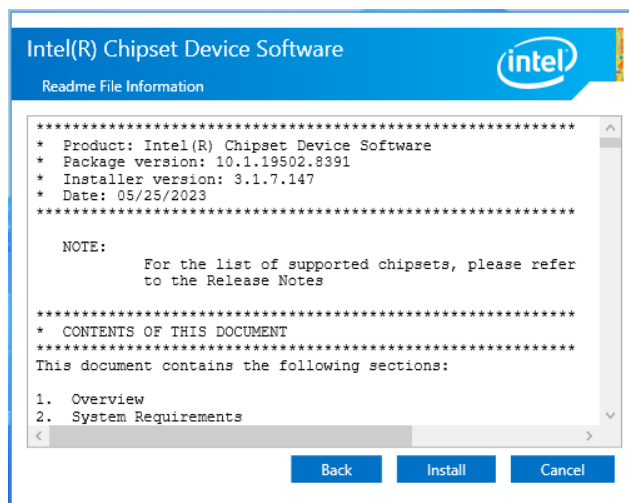 Intel(R) Chipset Device Software
intel
Readme File Information
************************************************************
*  Product: Intel(R) Chipset Device Software
*  Package version: 10.1.19502.8391
*  Installer version: 3.1.7.147
*  Date: 05/25/2023
************************************************************
NOTE:
For the list of supported chipsets, please refer
to the Release Notes
************************************************************
*  CONTENTS OF THIS DOCUMENT
************************************************************
This document contains the following sections:
1.  Overview
2.  System Requirements
Back Install Cancel